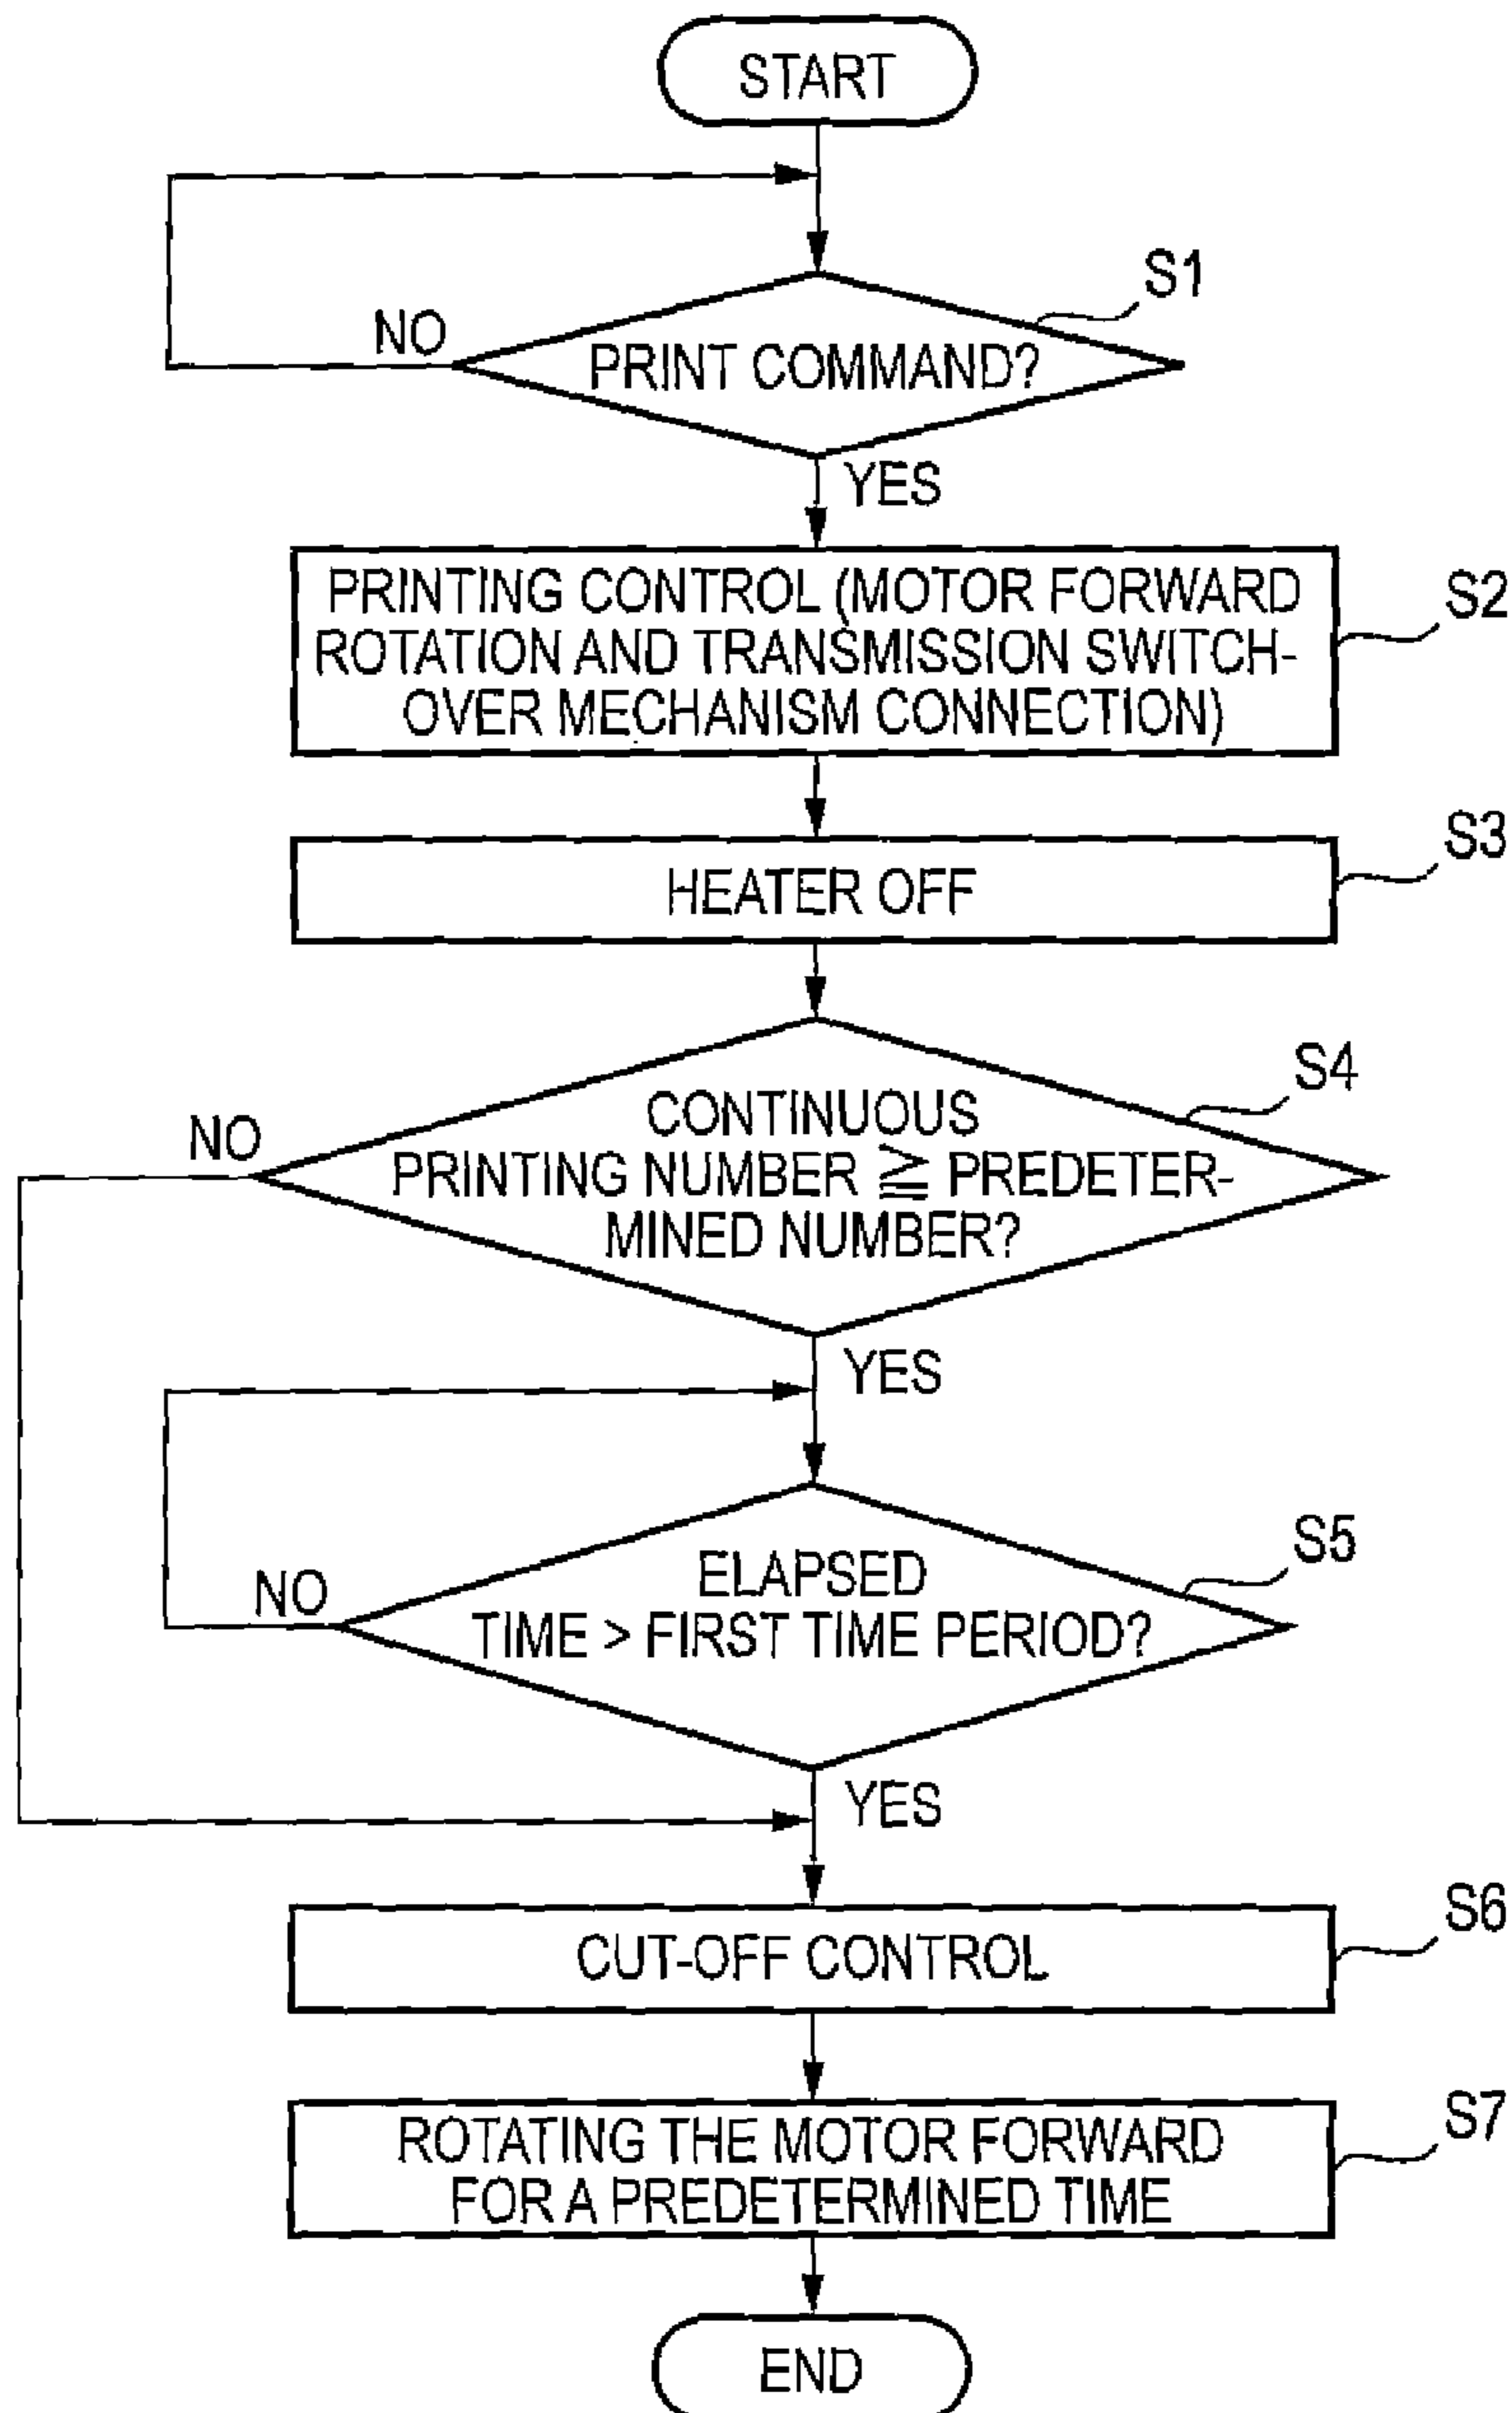 START
S1
NO
PRINT COMMAND?
YES
PRINTING CONTROL (MOTOR FORWARD
ROTATION AND TRANSMISSION SWITCH-
OVER MECHANISM CONNECTION)
S2
S3
HEATER OFF
S4
NO
CONTINUOUS
PRINTING NUMBER ≧ PREDETER-
MINED NUMBER?
YES
S5
NO
ELAPSED
TIME > FIRST TIME PERIOD?
YES
S6
CUT-OFF CONTROL
S7
ROTATING THE MOTOR FORWARD
FOR A PREDETERMINED TIME
END